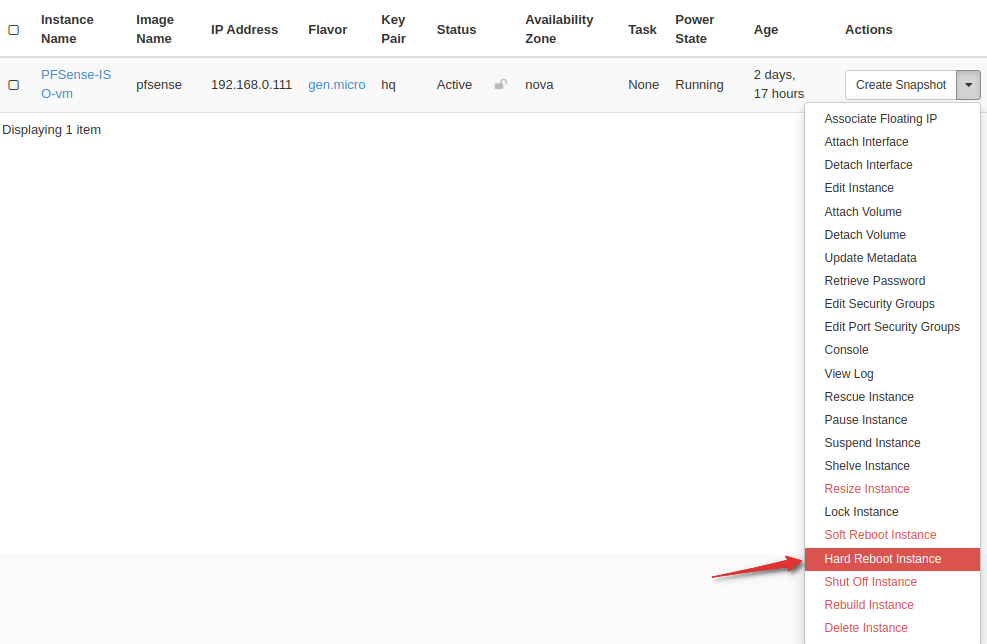 Instance Name
Image Name
IP Address
Flavor
Key Pair
Status
Availability Zone
Task
Power State
Age
Actions
PFSense-IS
O-vm
pfsense
192.168.0.111
gen.micro
hq
Active
nova
None
Running
2 days,
17 hours
Create Snapshot
Displaying 1 item
Associate Floating IP
Attach Interface
Detach Interface
Edit Instance
Attach Volume
Detach Volume
Update Metadata
Retrieve Password
Edit Security Groups
Edit Port Security Groups
Console
View Log
Rescue Instance
Pause Instance
Suspend Instance
Shelve Instance
Resize Instance
Lock Instance
Soft Reboot Instance
Hard Reboot Instance
Shut Off Instance
Rebuild Instance
Delete Instance